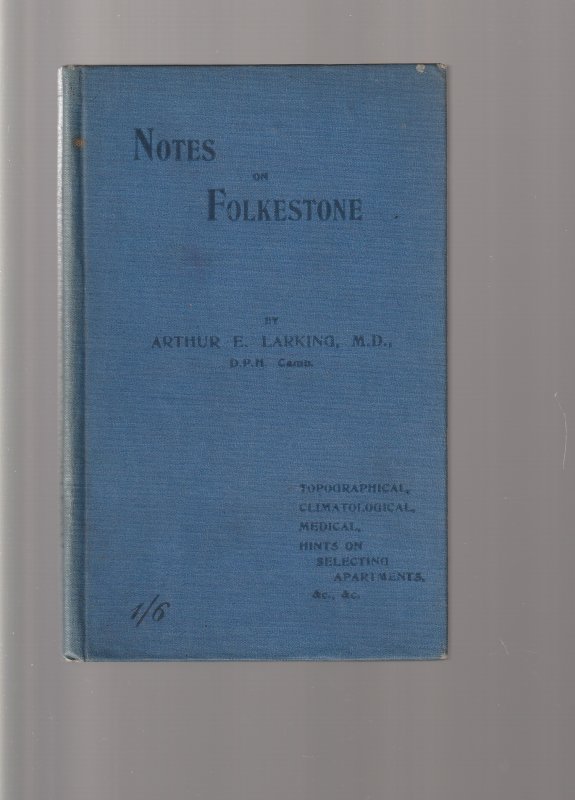 NOTES
ON
FOLKESTONE
BY
ARTHUR E. LARKING, M.D.,
D.P.H. Camb.
TOPOGRAPHICAL,
CLIMATOLOGICAL,
MEDICAL,
HINTS ON
SELECTING
APARTMENTS,
&c., &c.
1/6